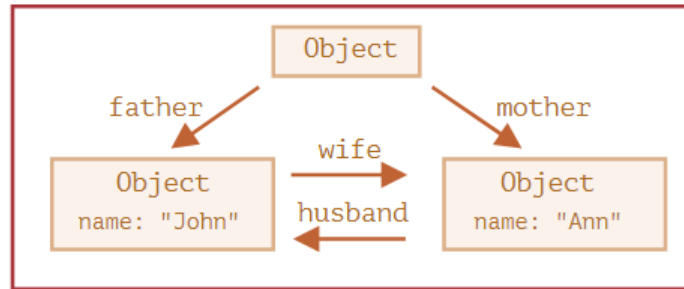 Object
father
mother
wife
Object
name: "John"
husband
Object
name: "Ann"